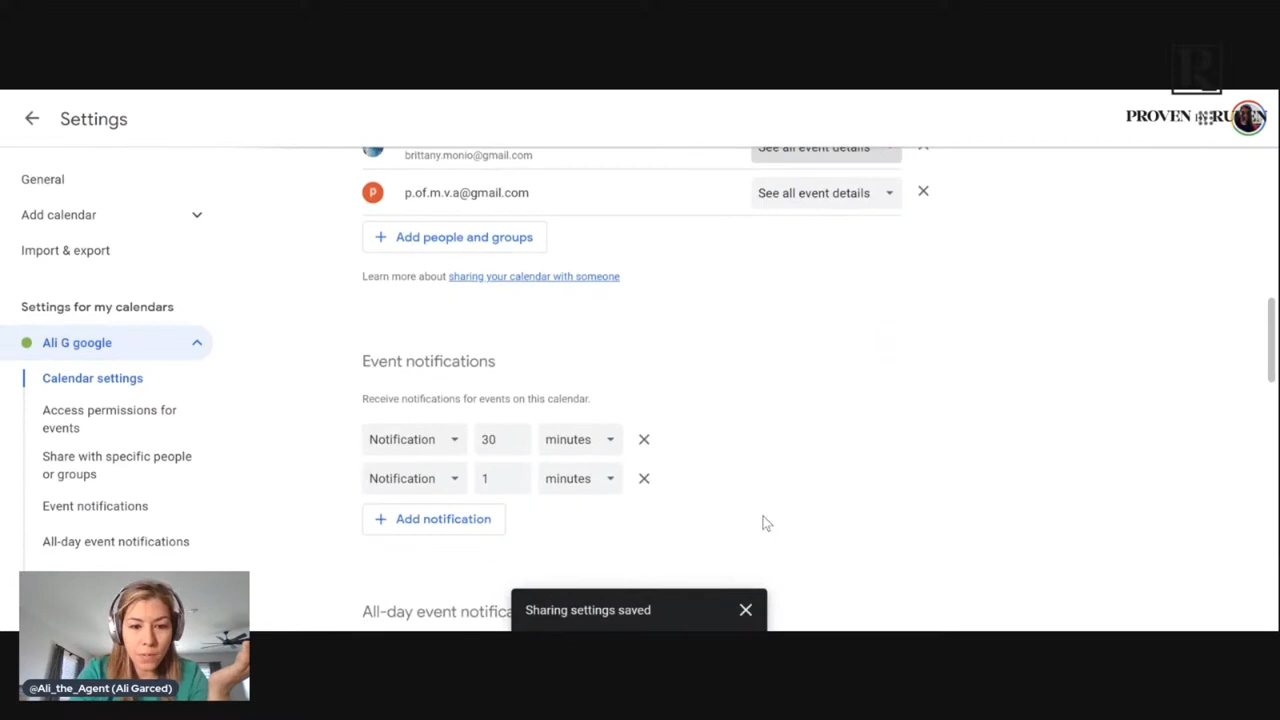 Settings
PROVEN
General
Add calendar
Import & export
Settings for my calendars
Ali G google
Calendar settings
Access permissions for
events
Share with specific people
or groups
Event notifications
All-day event notifications
brittany.monio@gmail.com
See all event details
P
p.of.m.v.a@gmail.com
See all event details
+ Add people and groups
Learn more about sharing your calendar with someone
Event notifications
Receive notifications for events on this calendar.
Notification 30 minutes
Notification 1 minutes
+ Add notification
All-day event notifica
Sharing settings saved
@Ali_the_Agent (Ali Garced)